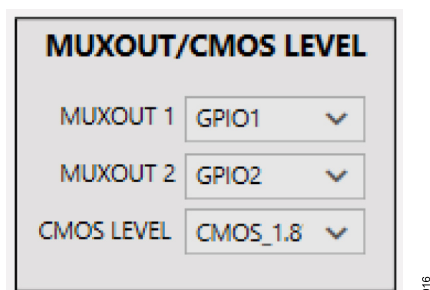 MUXOUT/CMOS LEVEL
MUXOUT 1 GPIO1
MUXOUT 2 GPIO2
CMOS LEVEL CMOS_1.8